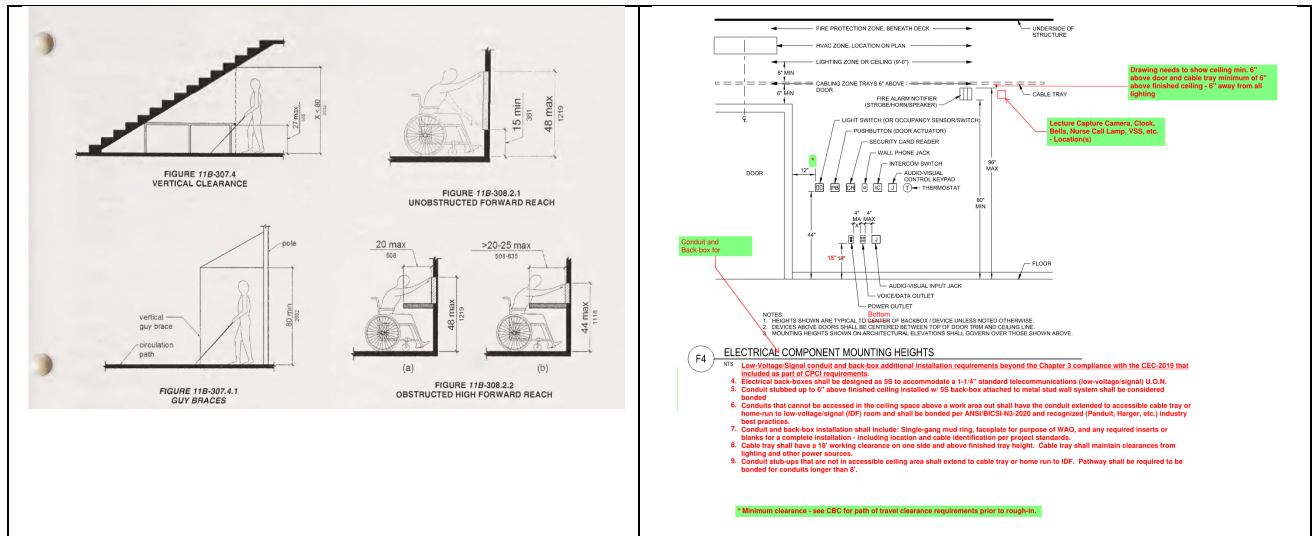 27 max
X < 80
2032
FIGURE 11B-307.4
VERTICAL CLEARANCE
15 min
381
48 max
1219
FIGURE 11B-308.2.1
UNOBSTRUCTED FORWARD REACH
pole
vertical
guy brace
circulation
path
80 min
FIGURE 11B-307.4.1
GUY BRACES
20 max
508
48 max
1219
(a)
>20-25 max
508-635
44 max
1118
(b)
FIGURE 11B-308.2.2
OBSTRUCTED HIGH FORWARD REACH
FIRE PROTECTION ZONE, BENEATH DECK
UNDERSIDE OF
STRUCTURE
HVAC ZONE, LOCATION ON PLAN
LIGHTING ZONE OR CEILING (9'-0")
6" MIN
CABLING ZONE TRAYS 6" ABOVE
DOOR
6" MIN
CABLE TRAY
FIRE ALARM NOTIFIER
(STROBE/HORN/SPEAKER)
Drawing needs to show ceiling min. 6"
above door and cable tray minimum of 6"
above finished ceiling - 6" away from all
lighting
Lecture Capture Camera, Clock,
Bells, Nurse Call Lamp, VSS, etc.
- Location(s)
LIGHT SWITCH (OR OCCUPANCY SENSOR/SWITCH)
PUSHBUTTON (DOOR ACTUATOR)
SECURITY CARD READER
WALL PHONE JACK
INTERCOM SWITCH
AUDIO-VISUAL
CONTROL KEYPAD
THERMOSTAT
*
12"
DOOR
PB CR IC J T
96"
MAX
80"
MIN
44"
4"
MA
X
4"
MAX
15" 18"
J
Conduit and
Back-box for
FLOOR
AUDIO-VISUAL INPUT JACK
VOICE/DATA OUTLET
POWER OUTLET
Bottom
NOTES:
1. HEIGHTS SHOWN ARE TYPICAL TO CENTER OF BACKBOX / DEVICE UNLESS NOTED OTHERWISE.
2. DEVICES ABOVE DOORS SHALL BE CENTERED BETWEEN TOP OF DOOR TRIM AND CEILING LINE.
3. MOUNTING HEIGHTS SHOWN ON ARCHITECTURAL ELEVATIONS SHALL GOVERN OVER THOSE SHOWN ABOVE.
F4 ELECTRICAL COMPONENT MOUNTING HEIGHTS
NTS
Low-Voltage/Signal conduit and back-box additional installation requirements beyond the Chapter 3 compliance with the CEC-2019 that
included as part of CPCI requirements.
4. Electrical back-boxes shall be designed as 5S to accommodate a 1-1/4" standard telecommunications (low-voltage/signal) U.O.N.
5. Conduit stubbed up to 6" above finished ceiling installed w/ 5S back-box attached to metal stud wall system shall be considered
bonded
6. Conduits that cannot be accessed in the ceiling space above a work area out shall have the conduit extended to accessible cable tray or
home-run to low-voltage/signal (IDF) room and shall be bonded per ANSI/BICSI-N3-2020 and recognized (Panduit, Harger, etc.) industry
best practices.
7. Conduit and back-box installation shall include: Single-gang mud ring, faceplate for purpose of WAO, and any required inserts or
blanks for a complete installation - including location and cable identification per project standards.
8. Cable tray shall have a 18' working clearance on one side and above finished tray height. Cable tray shall maintain clearances from
lighting and other power sources.
9. Conduit stub-ups that are not in accessible ceiling area shall extend to cable tray or home run to IDF. Pathway shall be required to be
bonded for conduits longer than 8'.
* Minimum clearance - see CBC for path of travel clearance requirements prior to rough-in.